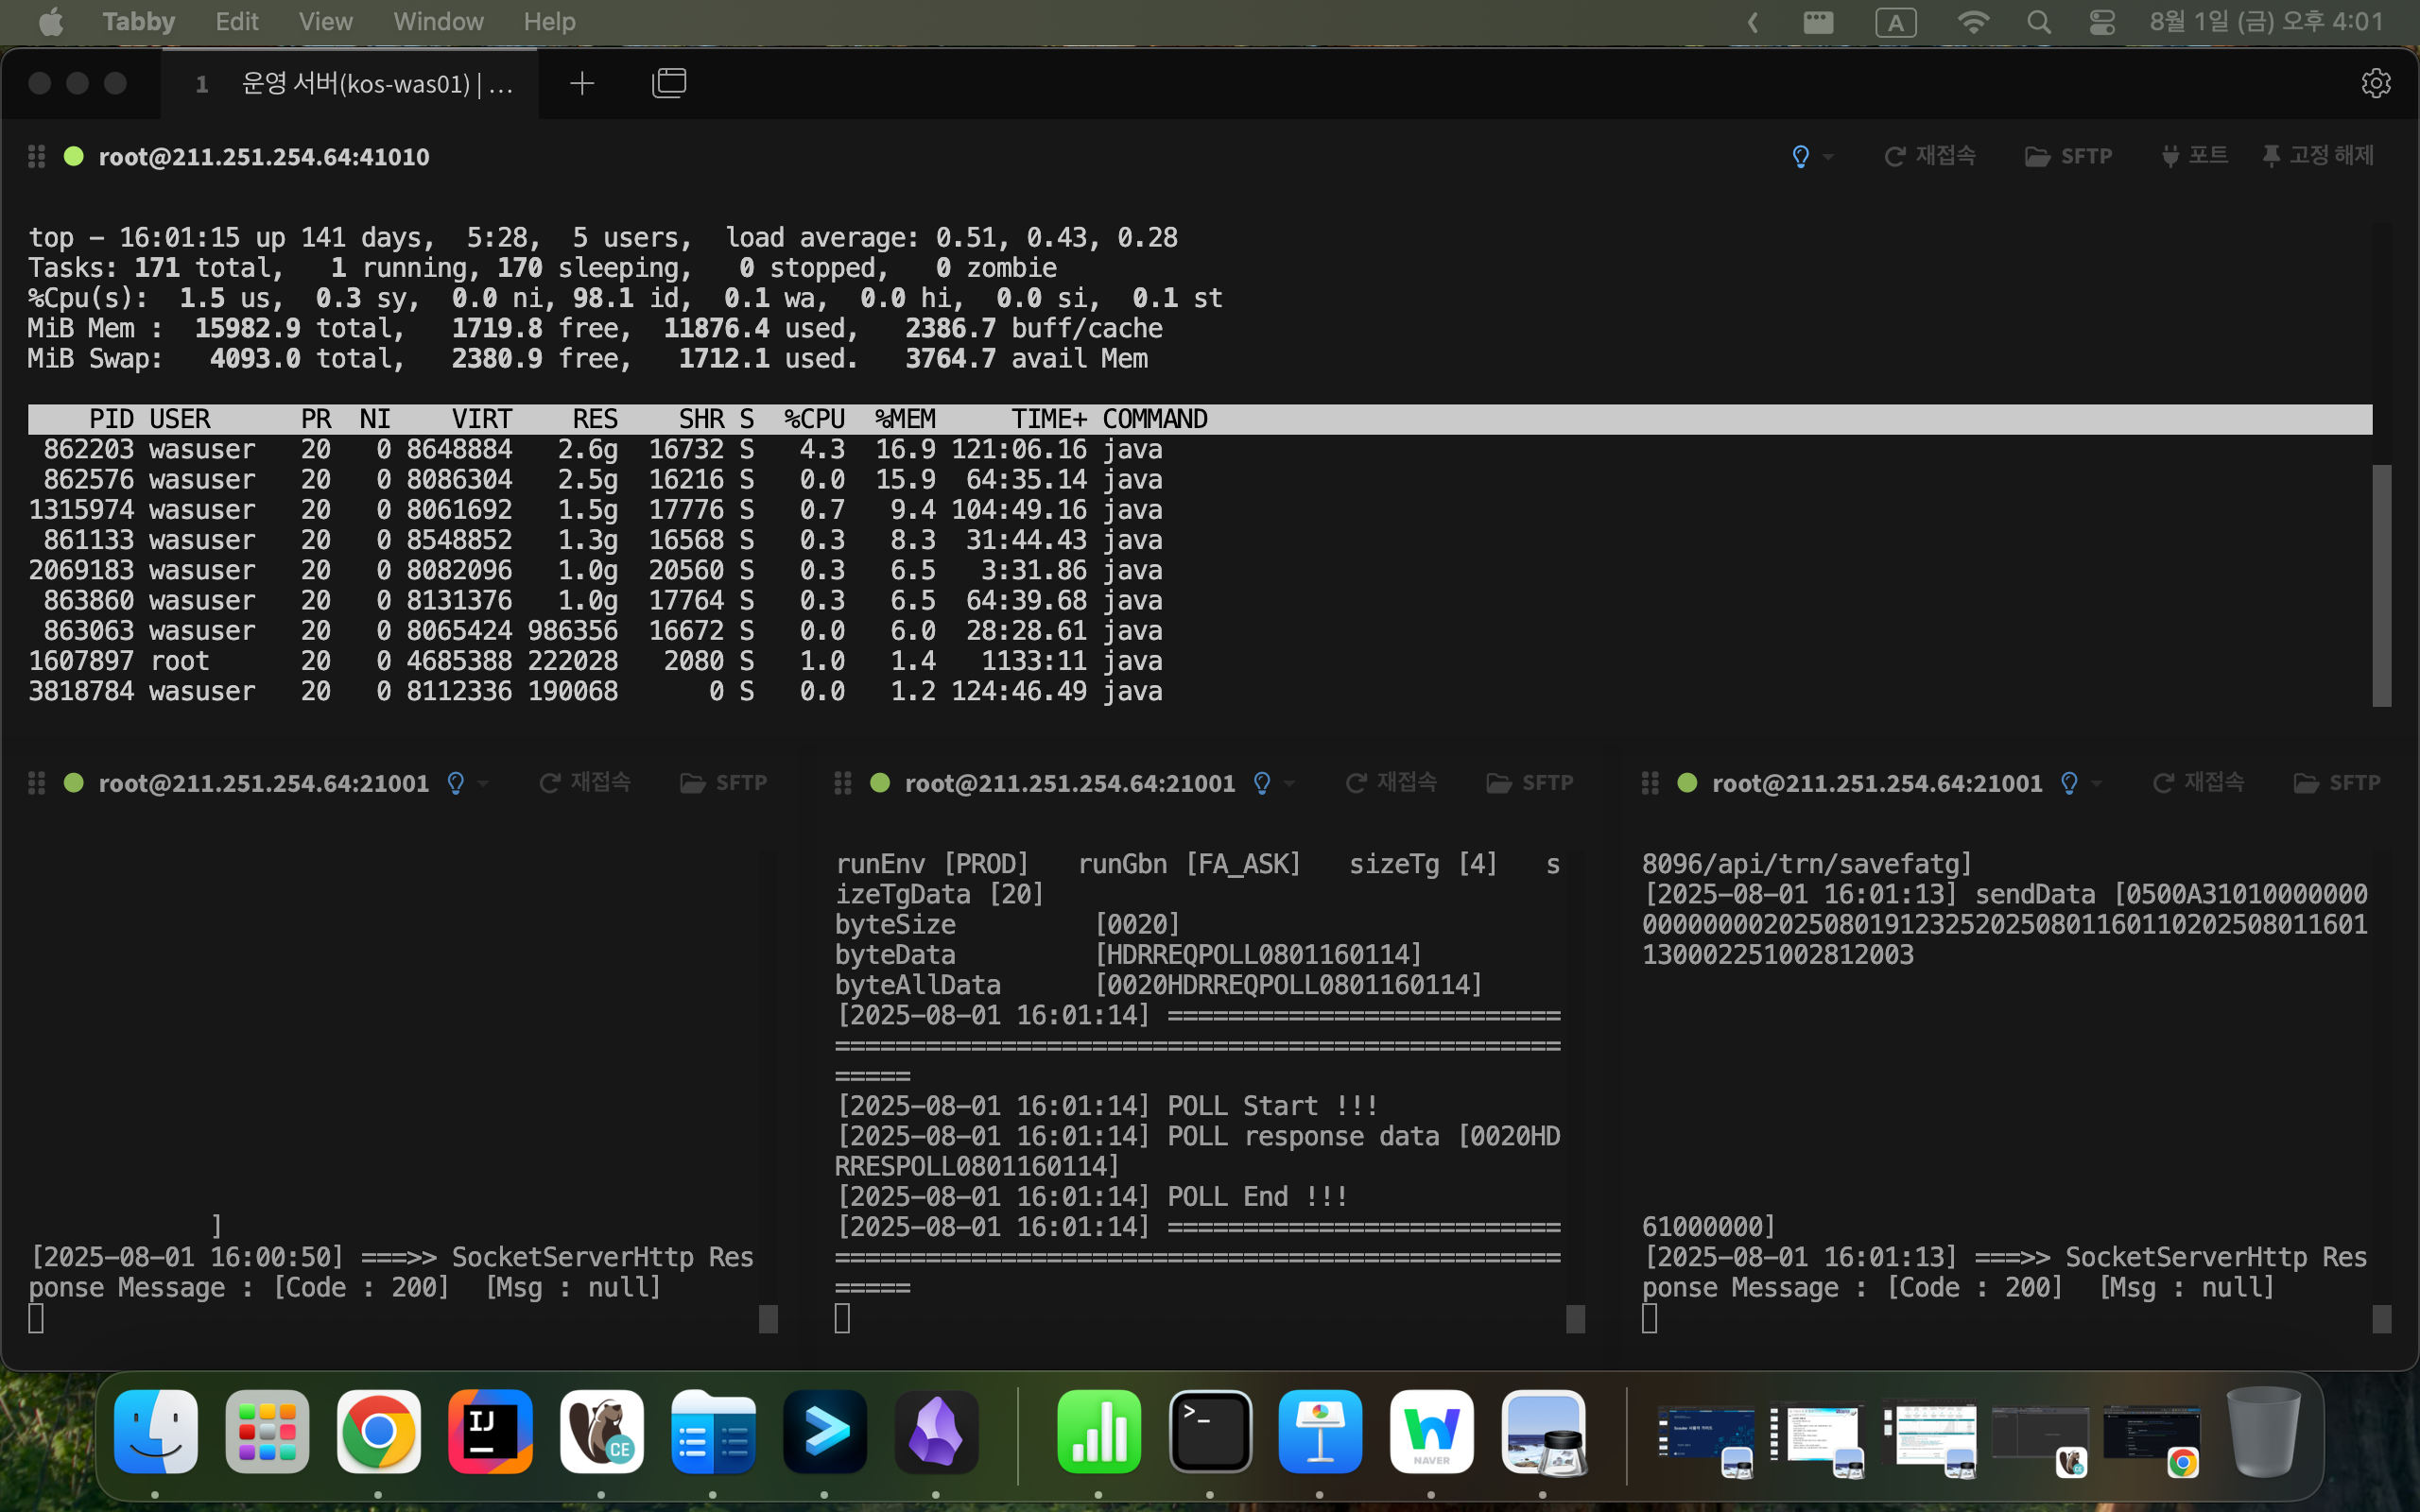 Tabby Edit View Window Help
A 8월 1일 (금) 오후 4:01
1 운영 서버(kos-was01) | ...
root@211.251.254.64:41010
재접속 SFTP 포트 고정 해제
top - 16:01:15 up 141 days,  5:28,  5 users,  load average: 0.51, 0.43, 0.28
Tasks: 171 total,   1 running, 170 sleeping,   0 stopped,   0 zombie
%Cpu(s):  1.5 us,  0.3 sy,  0.0 ni, 98.1 id,  0.1 wa,  0.0 hi,  0.0 si,  0.1 st
MiB Mem :  15982.9 total,   1719.8 free,  11876.4 used,   2386.7 buff/cache
MiB Swap:   4093.0 total,   2380.9 free,   1712.1 used.   3764.7 avail Mem
PID USER      PR  NI    VIRT    RES    SHR S  %CPU  %MEM     TIME+ COMMAND
862203 wasuser   20   0 8648884   2.6g  16732 S   4.3  16.9 121:06.16 java
862576 wasuser   20   0 8086304   2.5g  16216 S   0.0  15.9  64:35.14 java
1315974 wasuser   20   0 8061692   1.5g  17776 S   0.7   9.4 104:49.16 java
861133 wasuser   20   0 8548852   1.3g  16568 S   0.3   8.3  31:44.43 java
2069183 wasuser   20   0 8082096   1.0g  20560 S   0.3   6.5   3:31.86 java
863860 wasuser   20   0 8131376   1.0g  17764 S   0.3   6.5  64:39.68 java
863063 wasuser   20   0 8065424 986356  16672 S   0.0   6.0  28:28.61 java
1607897 root      20   0 4685388 222028   2080 S   1.0   1.4   1133:11 java
3818784 wasuser   20   0 8112336 190068      0 S   0.0   1.2 124:46.49 java
root@211.251.254.64:21001 재접속 SFTP
]
[2025-08-01 16:00:50] ===>> SocketServerHttp Res
ponse Message : [Code : 200]  [Msg : null]
root@211.251.254.64:21001 재접속 SFTP
runEnv [PROD]   runGbn [FA_ASK]   sizeTg [4]   s
izeTgData [20]
byteSize         [0020]
byteData         [HDRREQPOLL0801160114]
byteAllData      [0020HDRREQPOLL0801160114]
[2025-08-01 16:01:14] ==========================
================================================
=====
[2025-08-01 16:01:14] POLL Start !!!
[2025-08-01 16:01:14] POLL response data [0020HD
RRESPOLL0801160114]
[2025-08-01 16:01:14] POLL End !!!
[2025-08-01 16:01:14] ==========================
================================================
=====
root@211.251.254.64:21001 재접속 SFTP
8096/api/trn/savefatg]
[2025-08-01 16:01:13] sendData [0500A31010000000
000000002025080191232520250801160110202508011601
130002251002812003
61000000]
[2025-08-01 16:01:13] ===>> SocketServerHttp Res
ponse Message : [Code : 200]  [Msg : null]
IJ
CE
>_
NAVER